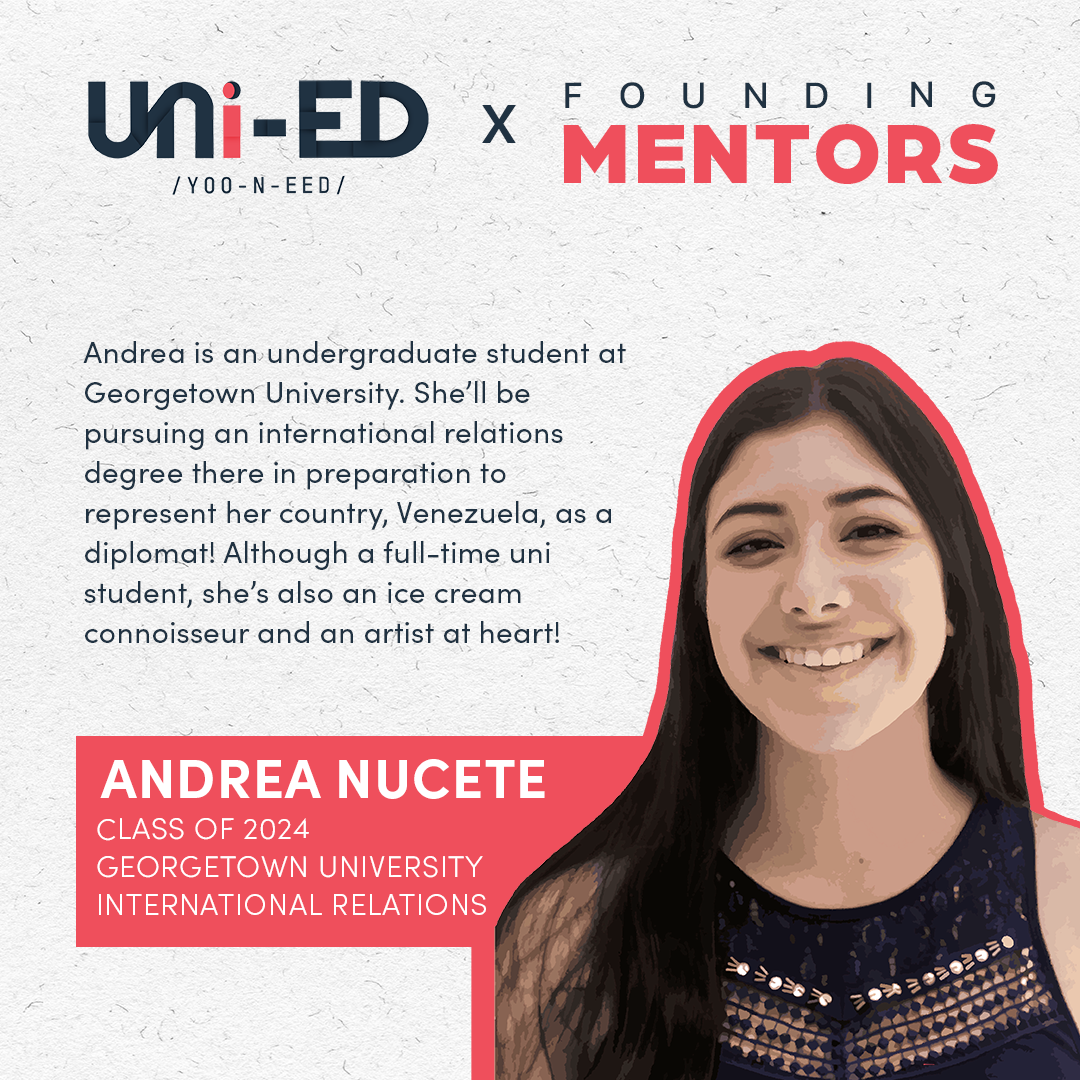 UNi-ED X FOUNDING
MENTORS
/YOO-N-EED/
Andrea is an undergraduate student at
Georgetown University. She’ll be
pursuing an international relations
degree there in preparation to
represent her country, Venezuela, as a
diplomat! Although a full-time uni
student, she’s also an ice cream
connoisseur and an artist at heart!
ANDREA NUCETE
CLASS OF 2024
GEORGETOWN UNIVERSITY
INTERNATIONAL RELATIONS